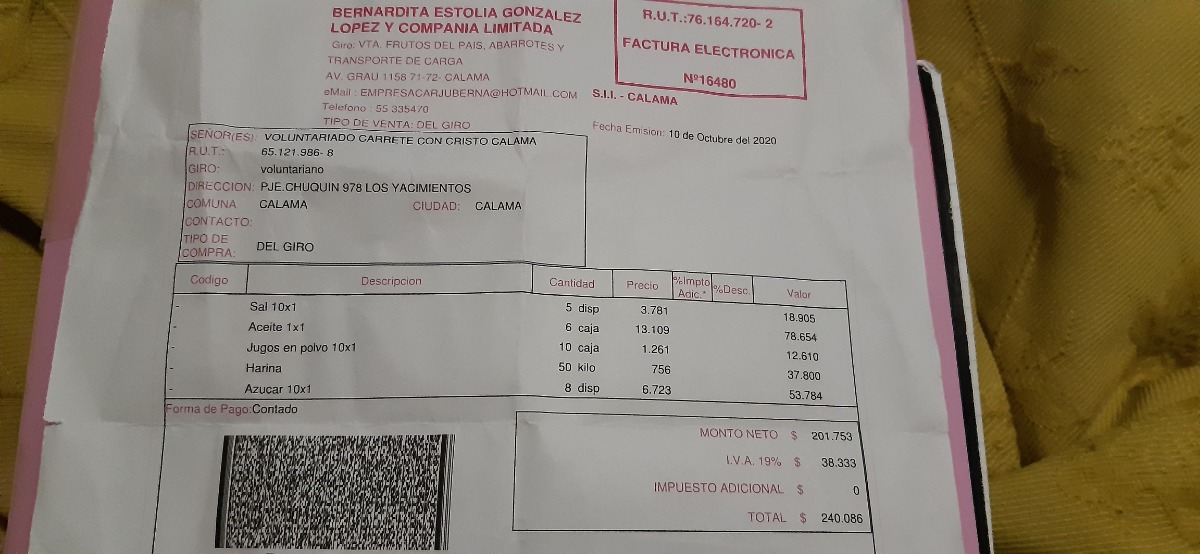 BERNARDITA ESTOLIA GONZALEZ
LOPEZ Y COMPANIA LIMITADA
Giro: VTA. FRUTOS DEL PAIS, ABARROTES Y
TRANSPORTE DE CARGA
AV. GRAU 1158 71-72- CALAMA
eMail : EMPRESACARJUBERNA@HOTMAIL.COM
Telefono : 55 335470
TIPO DE VENTA: DEL GIRO
R.U.T.:76.164.720- 2
FACTURA ELECTRONICA
Nº16480
S.I.I. - CALAMA
Fecha Emision: 10 de Octubre del 2020
SEÑOR(ES): VOLUNTARIADO CARRETE CON CRISTO CALAMA
R.U.T.: 65.121.986- 8
GIRO: voluntariano
DIRECCION: PJE.CHUQUIN 978 LOS YACIMIENTOS
COMUNA CALAMA CIUDAD: CALAMA
CONTACTO:
TIPO DE
COMPRA: DEL GIRO
Codigo Descripcion Cantidad Precio %Impto Adic.* %Desc. Valor
- Sal 10x1 5 disp 3.781 18.905
- Aceite 1x1 6 caja 13.109 78.654
- Jugos en polvo 10x1 10 caja 1.261 12.610
- Harina 50 kilo 756 37.800
- Azucar 10x1 8 disp 6.723 53.784
Forma de Pago:Contado
MONTO NETO $ 201.753
I.V.A. 19% $ 38.333
IMPUESTO ADICIONAL $ 0
TOTAL $ 240.086